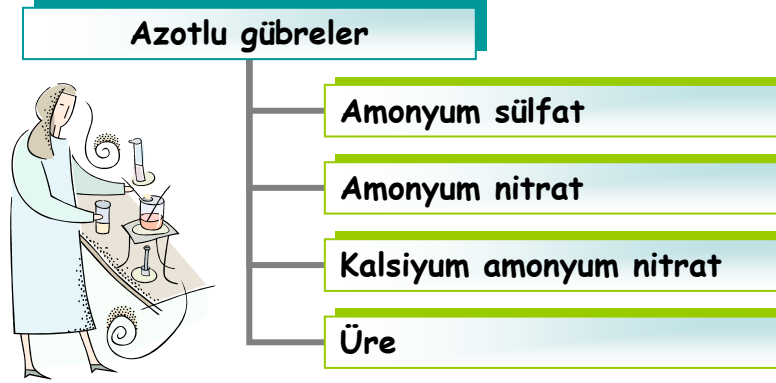 Azotlu gübreler
Amonyum sülfat
Amonyum nitrat
Kalsiyum amonyum nitrat
Üre